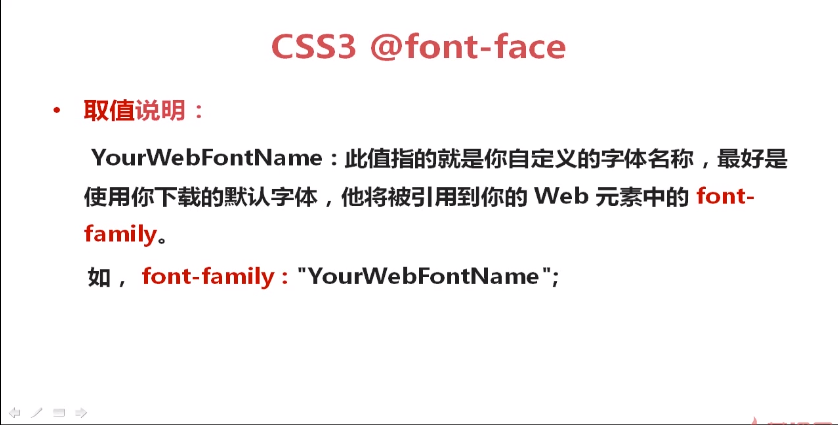 CSS3 @font-face
• 取值说明：
YourWebFontName：此值指的就是你自定义的字体名称，最好是
使用你下载的默认字体，他将被引用到你的 Web 元素中的 font-
family。
如， font-family："YourWebFontName";